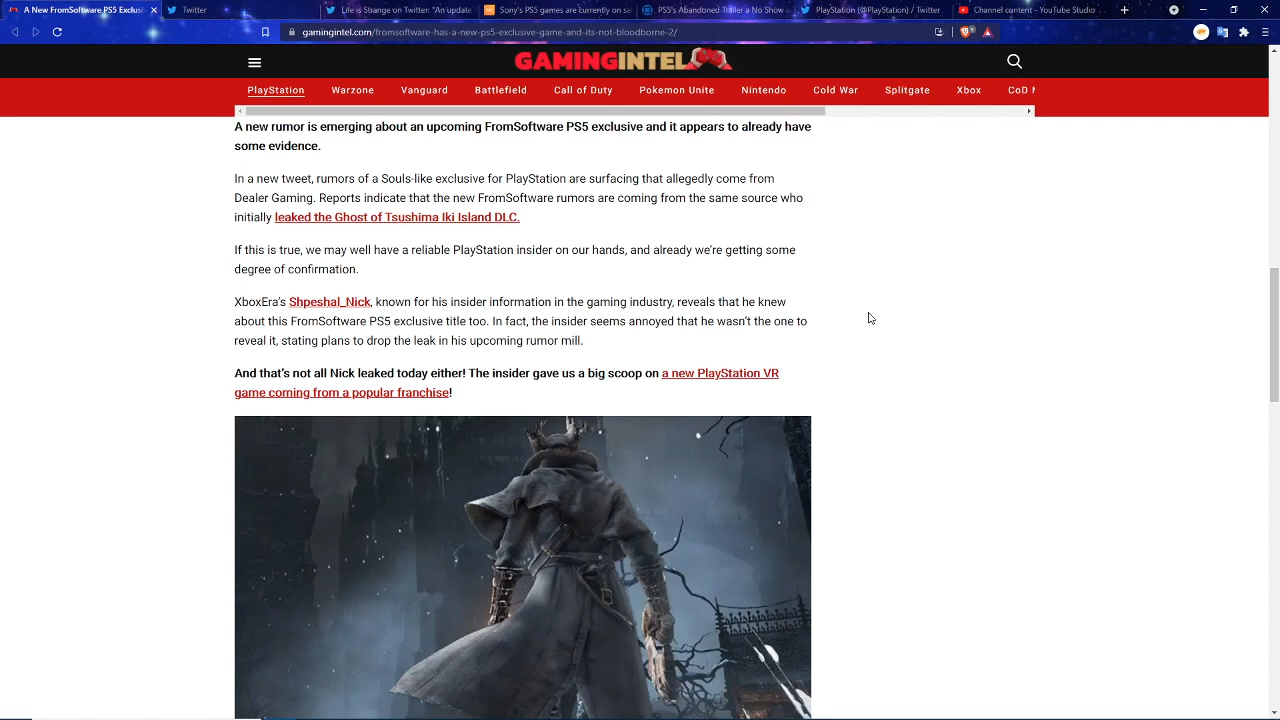 A New FromSoftware PS5 Exclusi
Twitter
Life is Strange on Twitter: "An update
Sony's PS5 games are currently on sa
PS5's Abandoned Trailer a No Show
PlayStation (@PlayStation) / Twitter
Channel content - YouTube Studio
gamingintel.com/fromsoftware-has-a-new-ps5-exclusive-game-and-its-not-bloodborne-2/
GAMINGINTEL
PlayStation Warzone Vanguard Battlefield Call of Duty Pokemon Unite Nintendo Cold War Splitgate Xbox CoD
A new rumor is emerging about an upcoming FromSoftware PS5 exclusive and it appears to already have
some evidence.
In a new tweet, rumors of a Souls-like exclusive for PlayStation are surfacing that allegedly come from
Dealer Gaming. Reports indicate that the new FromSoftware rumors are coming from the same source who
initially leaked the Ghost of Tsushima Iki Island DLC.
If this is true, we may well have a reliable PlayStation insider on our hands, and already we're getting some
degree of confirmation.
XboxEra's Shpeshal_Nick, known for his insider information in the gaming industry, reveals that he knew
about this FromSoftware PS5 exclusive title too. In fact, the insider seems annoyed that he wasn't the one to
reveal it, stating plans to drop the leak in his upcoming rumor mill.
And that's not all Nick leaked today either! The insider gave us a big scoop on a new PlayStation VR
game coming from a popular franchise!